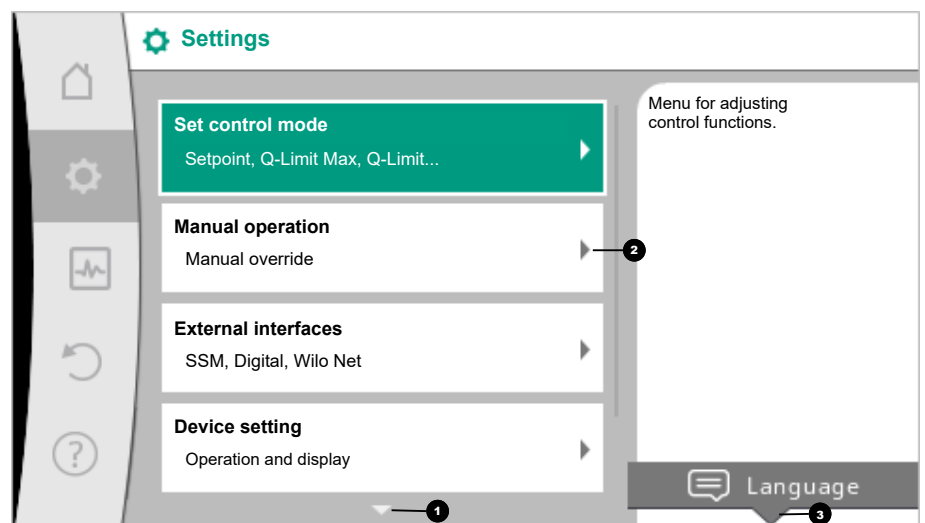 Settings
Set control mode
Setpoint, Q-Limit Max, Q-Limit...
Manual operation
Manual override
External interfaces
SSM, Digital, Wilo Net
Device setting
Operation and display
Menu for adjusting
control functions.
Language
1
2
3
?